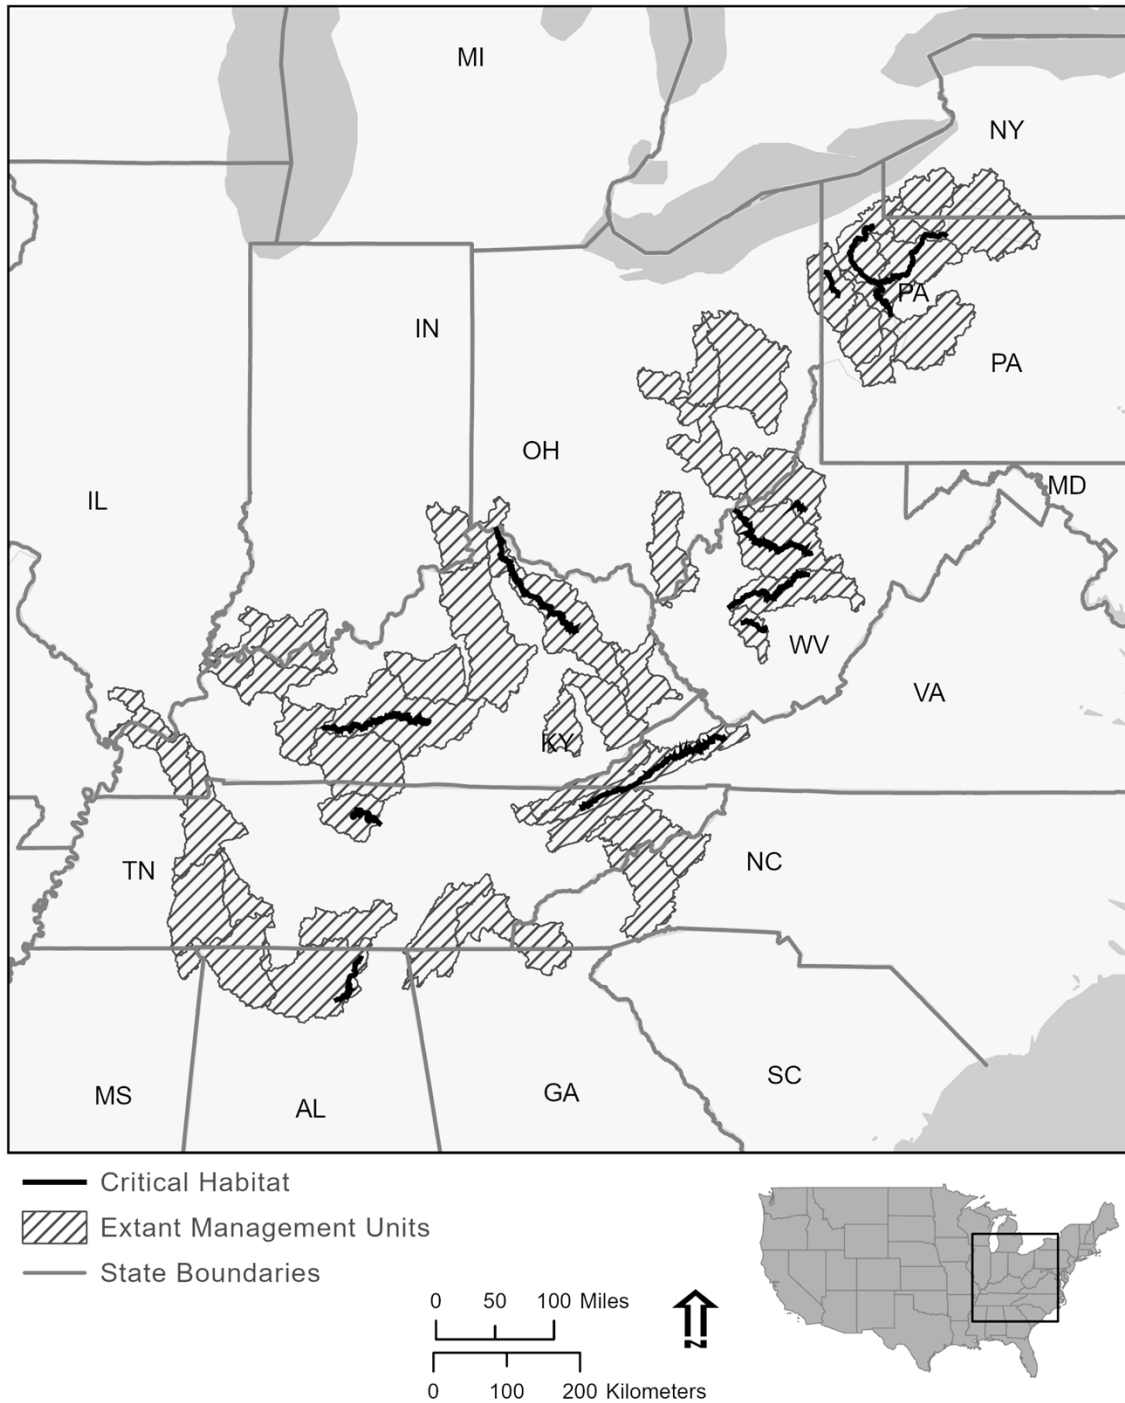 MI
NY
PA
IN
PA
OH
MD
IL
WV
VA
KY
TN
NC
SC
MS
AL
GA
Critical Habitat
Extant Management Units
State Boundaries
0 50 100 Miles
0 100 200 Kilometers
N